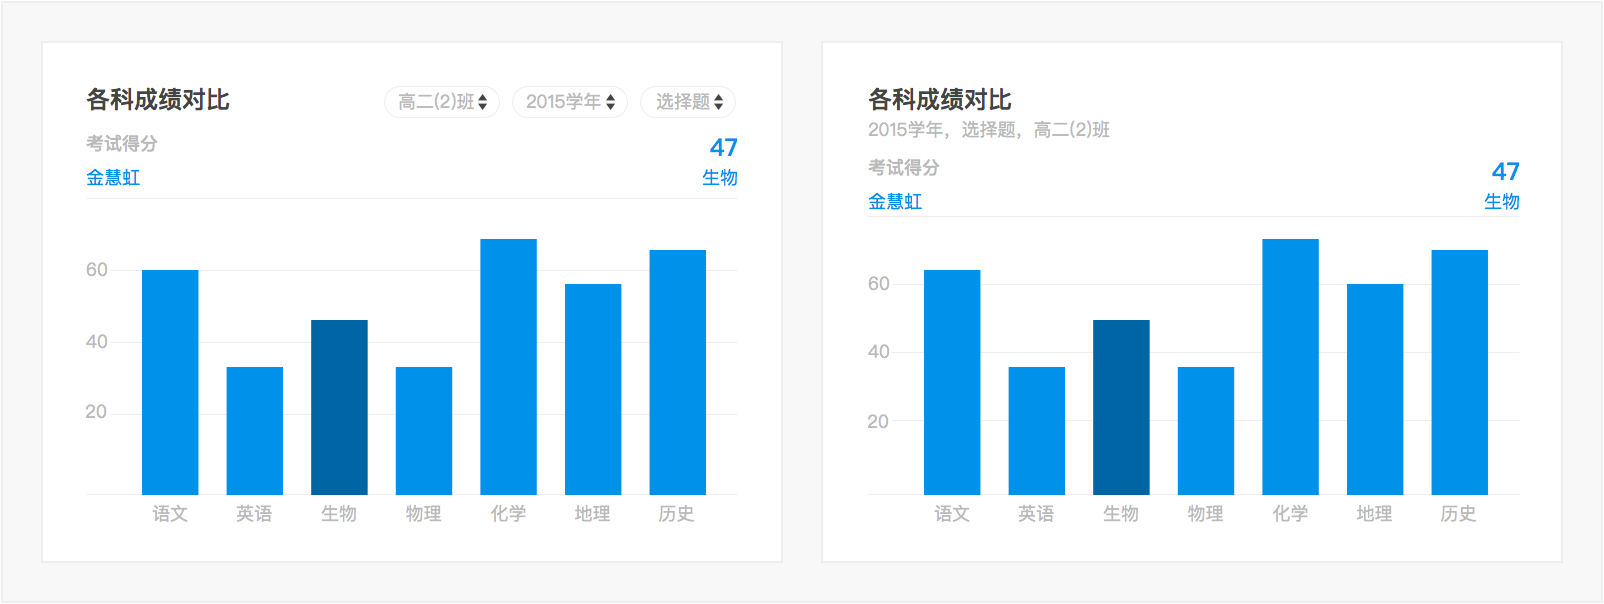 各科成绩对比
高二(2)班
2015学年
选择题
考试得分
47
金慧虹
生物
60
40
20
语文 英语 生物 物理 化学 地理 历史
各科成绩对比
2015学年，选择题，高二(2)班
考试得分
47
金慧虹
生物
60
40
20
语文 英语 生物 物理 化学 地理 历史